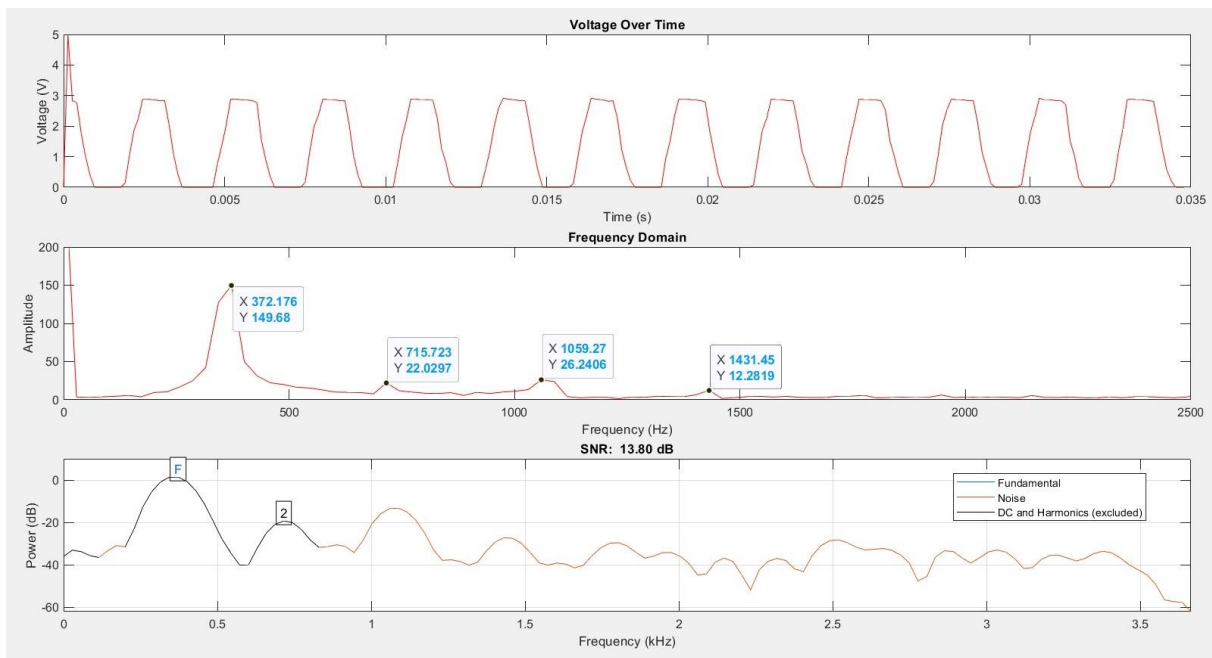 Voltage Over Time
5
4
3
2
1
0
Voltage (V)
0 0.005 0.01 0.015 0.02 0.025 0.03 0.035
Time (s)
Frequency Domain
200
150
100
50
0
Amplitude
X 372.176
Y 149.68
X 715.723
Y 22.0297
X 1059.27
Y 26.2406
X 1431.45
Y 12.2819
0 500 1000 1500 2000 2500
Frequency (Hz)
SNR: 13.80 dB
0
-20
-40
-60
Power (dB)
F
2
Fundamental
Noise
DC and Harmonics (excluded)
0 0.5 1 1.5 2 2.5 3 3.5
Frequency (kHz)